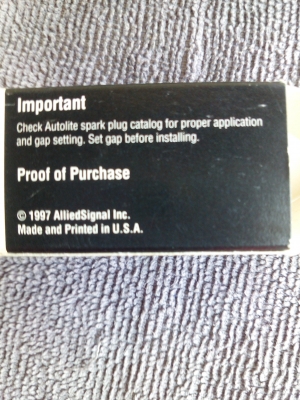 Important
Check Autolite spark plug catalog for proper application
and gap setting. Set gap before installing.
Proof of Purchase
© 1997 AlliedSignal Inc.
Made and Printed in U.S.A.